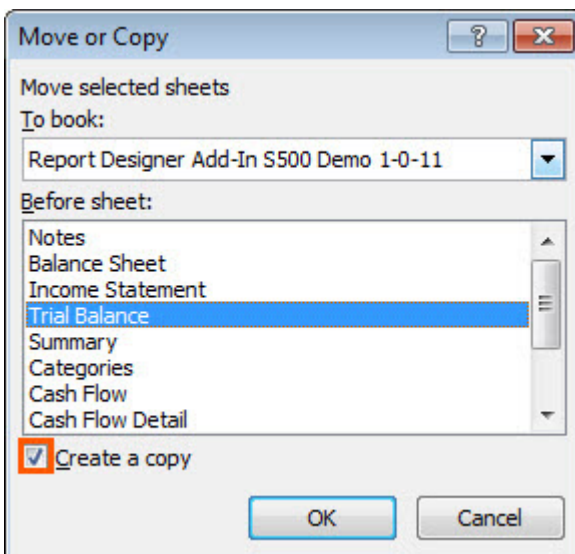 Move or Copy
Move selected sheets
To book:
Report Designer Add-In S500 Demo 1-0-11
Before sheet:
Notes
Balance Sheet
Income Statement
Trial Balance
Summary
Categories
Cash Flow
Cash Flow Detail
Create a copy
OK Cancel